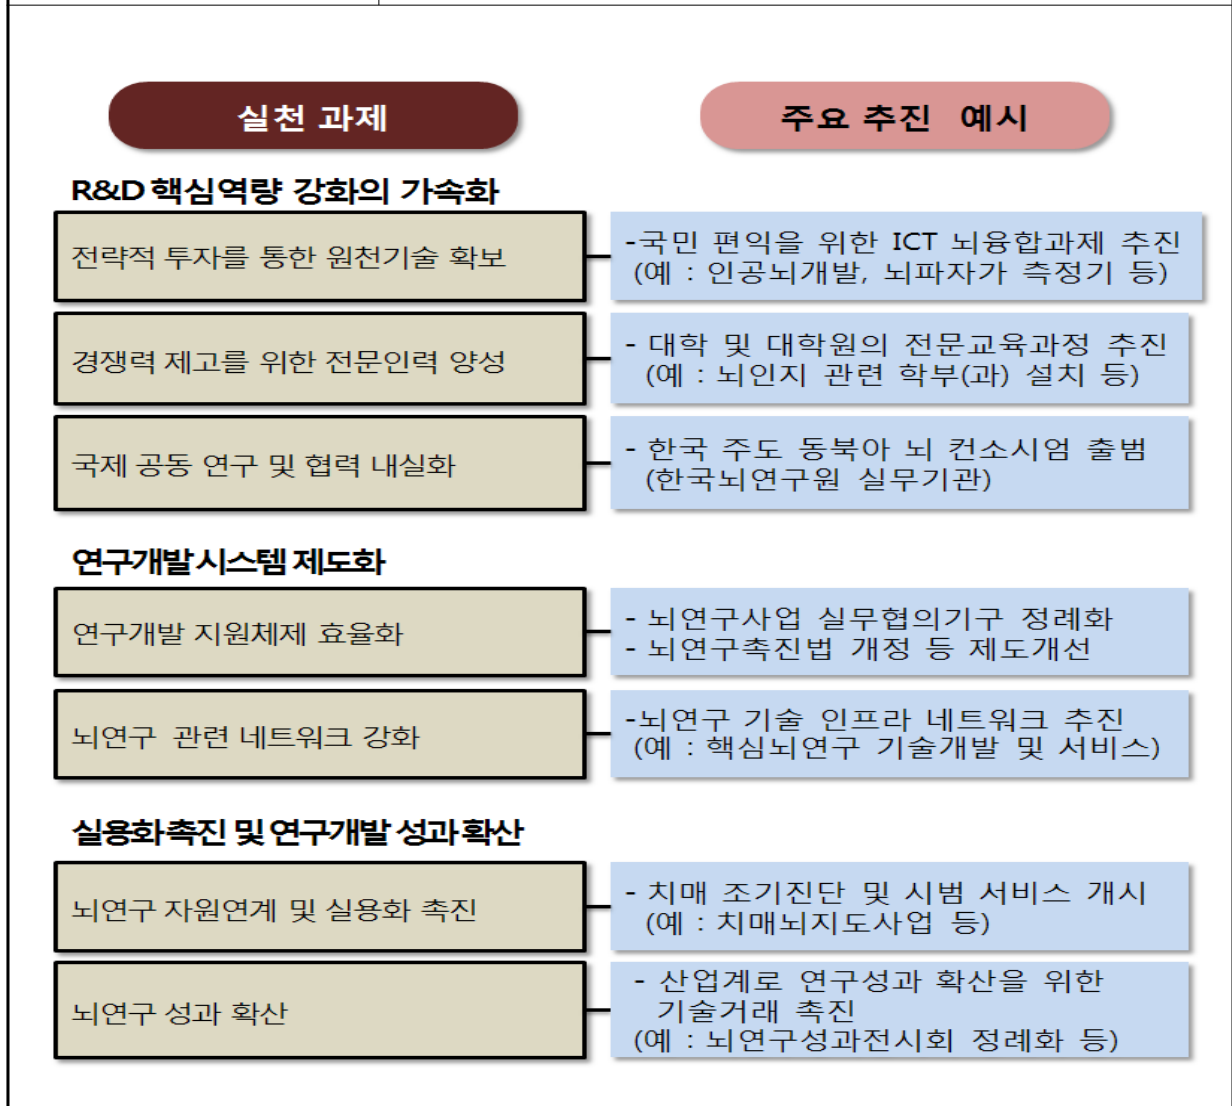 실천 과제
주요 추진 예시
R&D 핵심역량 강화의 가속화
전략적 투자를 통한 원천기술 확보
-국민 편익을 위한 ICT 뇌융합과제 추진
(예 : 인공뇌개발, 뇌파자가 측정기 등)
경쟁력 제고를 위한 전문인력 양성
- 대학 및 대학원의 전문교육과정 추진
(예 : 뇌인지 관련 학부(과) 설치 등)
국제 공동 연구 및 협력 내실화
- 한국 주도 동북아 뇌 컨소시엄 출범
(한국뇌연구원 실무기관)
연구개발 시스템 제도화
연구개발 지원체제 효율화
- 뇌연구사업 실무협의기구 정례화
- 뇌연구촉진법 개정 등 제도개선
뇌연구 관련 네트워크 강화
-뇌연구 기술 인프라 네트워크 추진
(예 : 핵심뇌연구 기술개발 및 서비스)
실용화 촉진 및 연구개발 성과 확산
뇌연구 자원연계 및 실용화 촉진
- 치매 조기진단 및 시범 서비스 개시
(예 : 치매뇌지도사업 등)
뇌연구 성과 확산
- 산업계로 연구성과 확산을 위한
기술거래 촉진
(예 : 뇌연구성과전시회 정례화 등)